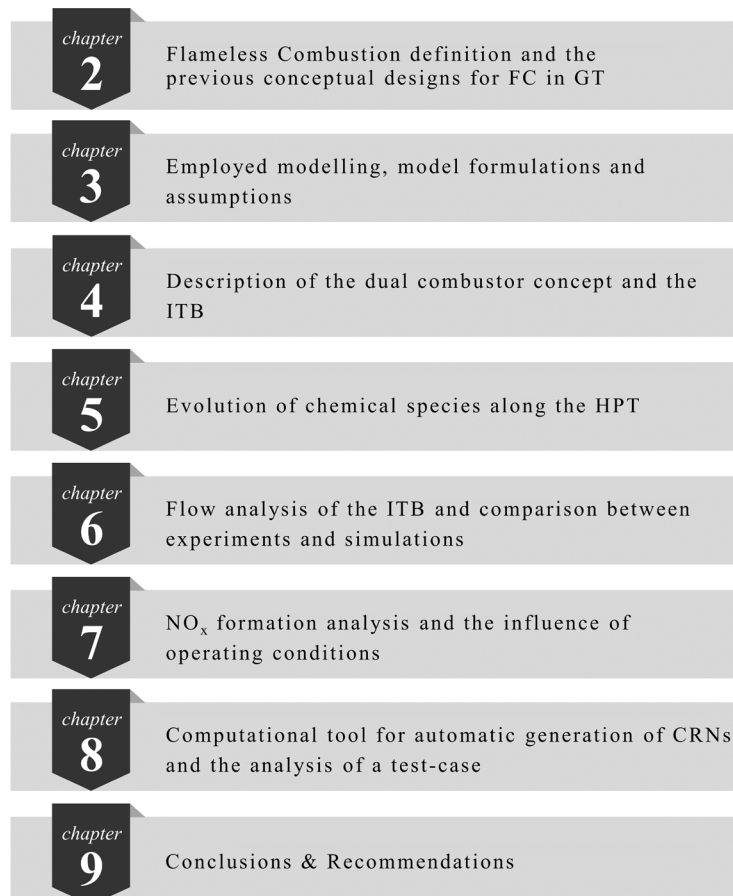 chapter
2
Flameless Combustion definition and the
previous conceptual designs for FC in GT
chapter
3
Employed modelling, model formulations and
assumptions
chapter
4
Description of the dual combustor concept and the
ITB
chapter
5
Evolution of chemical species along the HPT
chapter
6
Flow analysis of the ITB and comparison between
experiments and simulations
chapter
7
NOx formation analysis and the influence of
operating conditions
chapter
8
Computational tool for automatic generation of CRNs
and the analysis of a test-case
chapter
9
Conclusions & Recommendations